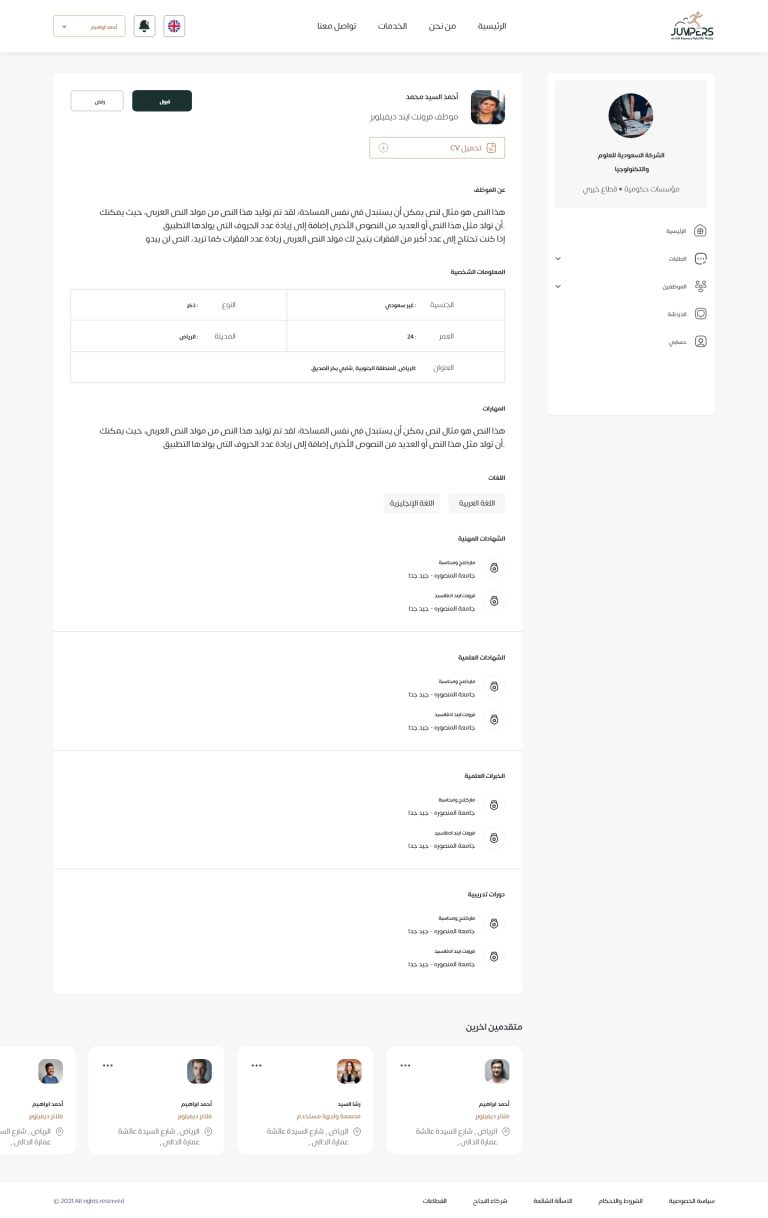 JUMPERS
الرئيسية
من نحن
الخدمات
تواصل معنا
أحمد ابراهيم
الشركة السعودية للعلوم
والتكنولوجيا
مؤسسات حكومية • قطاع خيري
الرئيسية
الطلبات
الموظفين
الدردشة
حسابي
أحمد السيد محمد
موظف فرونت ايند ديفيلوبر
قبول
رفض
تحميل CV
عن الموظف
هذا النص هو مثال لنص يمكن أن يستبدل في نفس المساحة، لقد تم توليد هذا النص من مولد النص العربى، حيث يمكنك
.أن تولد مثل هذا النص أو العديد من النصوص الأخرى إضافة إلى زيادة عدد الحروف التى يولدها التطبيق
إذا كنت تحتاج إلى عدد أكبر من الفقرات يتيح لك مولد النص العربى زيادة عدد الفقرات كما تريد، النص لن يبدو
المعلومات الشخصية
الجنسية : غير سعودي
النوع : ذكر
العمر : 24
المدينة : الرياض
العنوان :الرياض, المنطقة الجنوبية ,شابي بكر الصديق
المهارات
هذا النص هو مثال لنص يمكن أن يستبدل في نفس المساحة، لقد تم توليد هذا النص من مولد النص العربى، حيث يمكنك
.أن تولد مثل هذا النص أو العديد من النصوص الأخرى إضافة إلى زيادة عدد الحروف التى يولدها التطبيق
اللغات
اللغة العربية
اللغة الإنجليزية
الشهادات المهنية
ماركتنج ومحاسبة
جامعة المنصوره - جيد جدا
فرونت ايند ادفانسيد
جامعة المنصوره - جيد جدا
الشهادات العلمية
ماركتنج ومحاسبة
جامعة المنصوره - جيد جدا
فرونت ايند ادفانسيد
جامعة المنصوره - جيد جدا
الخبرات العلمية
ماركتنج ومحاسبة
جامعة المنصوره - جيد جدا
فرونت ايند ادفانسيد
جامعة المنصوره - جيد جدا
دورات تدريبية
ماركتنج ومحاسبة
جامعة المنصوره - جيد جدا
فرونت ايند ادفانسيد
جامعة المنصوره - جيد جدا
متقدمين اخرين
أحمد ابراهيم
فلاتر ديفيلوبر
الرياض , شارع السيدة عائشة
عمارة الدالي ,
رشا السيد
مصممة واجهة مستخدم
الرياض , شارع السيدة عائشة
عمارة الدالي ,
أحمد ابراهيم
فلاتر ديفيلوبر
الرياض , شارع السيدة عائشة
عمارة الدالي ,
أحمد ابراهيم
فلاتر ديفيلوبر
الرياض , شارع الس
عمارة الدالي ,
سياسة الخصوصية
الشروط والاحكام
الاسألة الشائعة
شركاء النجاح
القطاعات
© 2021 All rights reserved